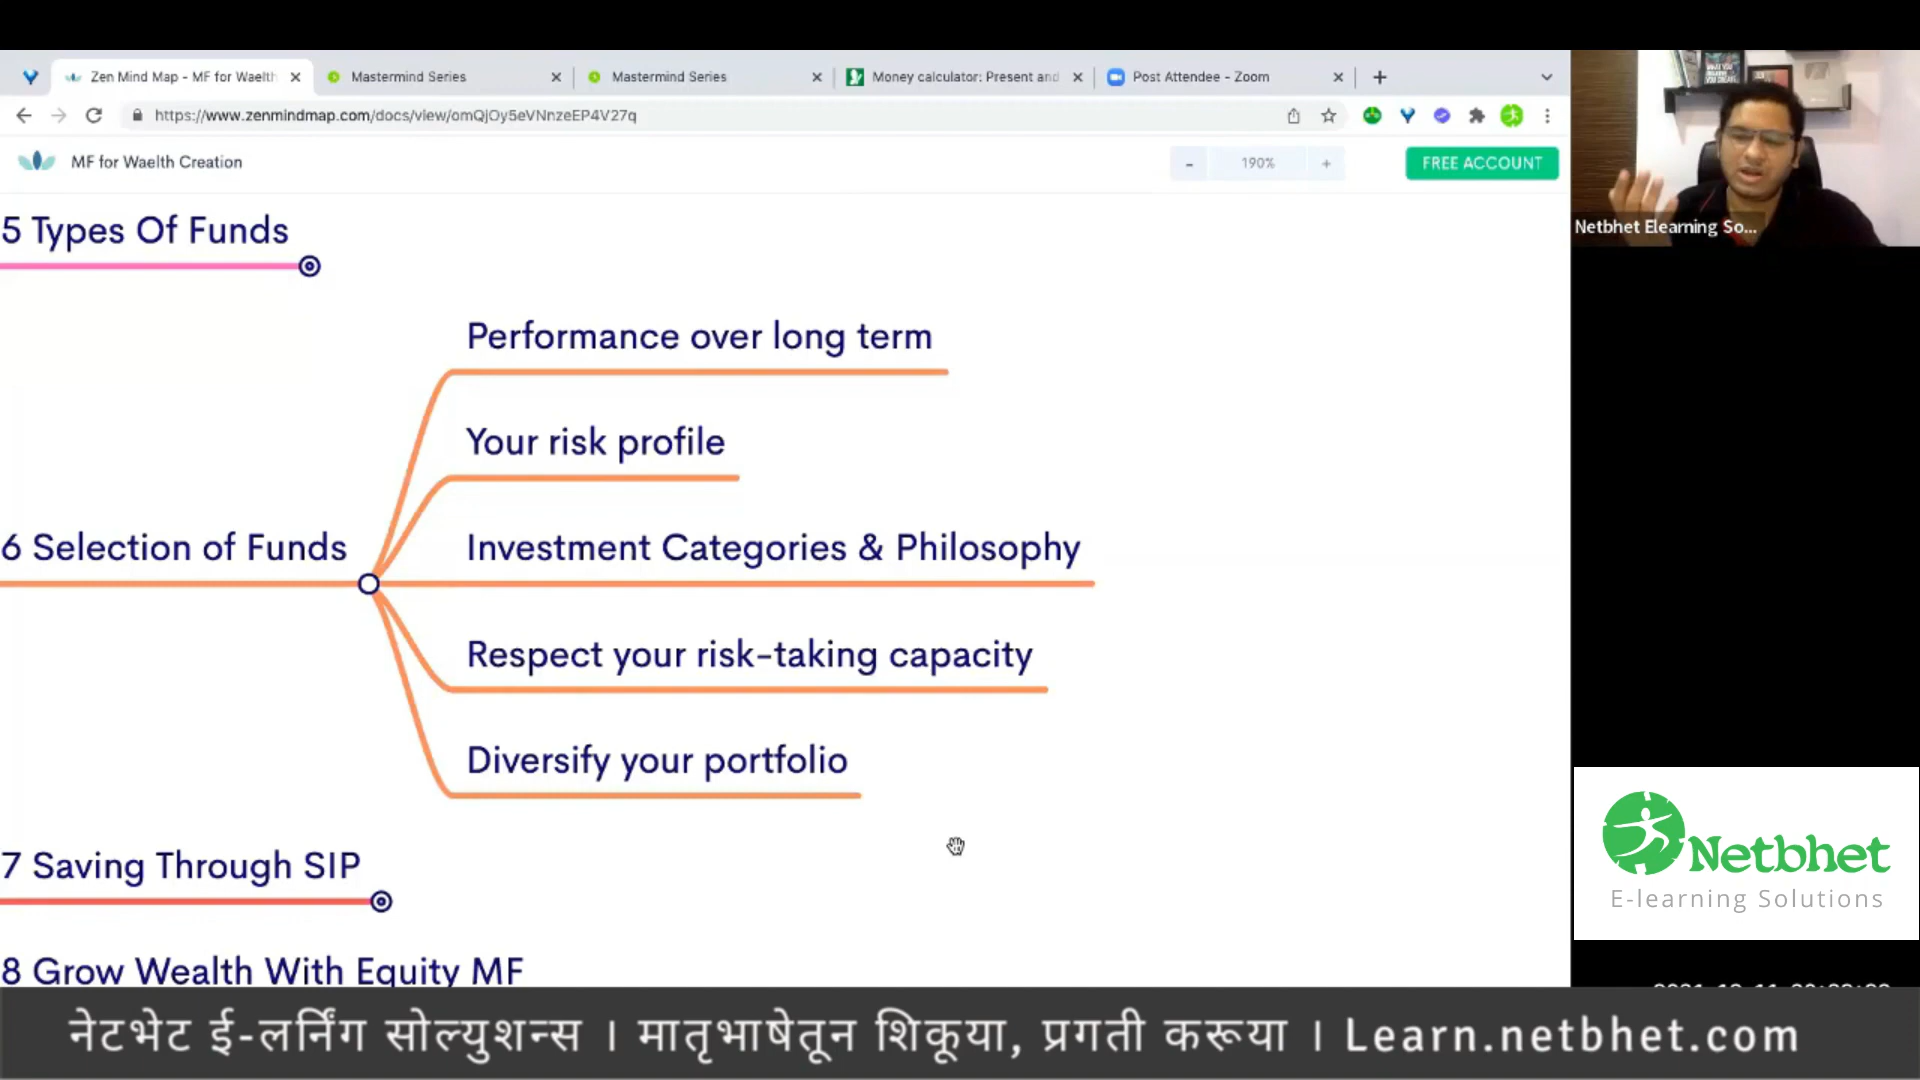 Zen Mind Map - MF for Waelth
Mastermind Series
Mastermind Series
Money calculator: Present and
Post Attendee - Zoom
https://www.zenmindmap.com/docs/view/omQjOy5eVNnzeEP4V27q
MF for Waelth Creation
190%
FREE ACCOUNT
Netbhet Elearning So...
5 Types Of Funds
Performance over long term
Your risk profile
6 Selection of Funds
Investment Categories & Philosophy
Respect your risk-taking capacity
Diversify your portfolio
7 Saving Through SIP
8 Grow Wealth With Equity MF
Netbhet
E-learning Solutions
नेटभेट ई-लर्निंग सोल्युशन्स । मातृभाषेतून शिकूया, प्रगती करूया । Learn.netbhet.com